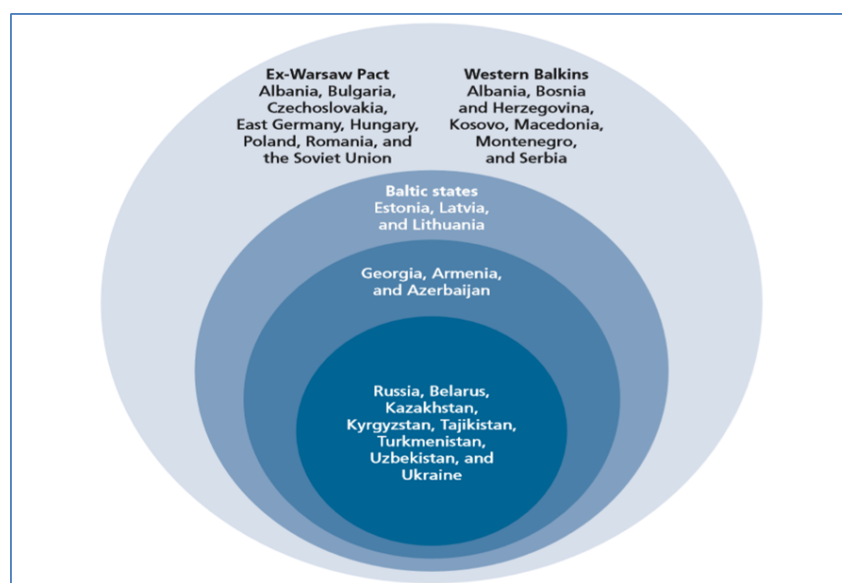 Ex-Warsaw Pact
Albania, Bulgaria,
Czechoslovakia,
East Germany, Hungary,
Poland, Romania, and
the Soviet Union
Western Balkins
Albania, Bosnia
and Herzegovina,
Kosovo, Macedonia,
Montenegro,
and Serbia
Baltic states
Estonia, Latvia,
and Lithuania
Georgia, Armenia,
and Azerbaijan
Russia, Belarus,
Kazakhstan,
Kyrgyzstan, Tajikistan,
Turkmenistan,
Uzbekistan, and
Ukraine